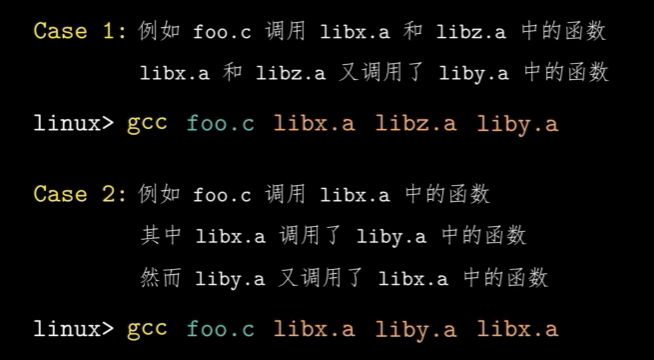 Case 1: 例如 foo.c 调用 libx.a 和 libz.a 中的函数
libx.a 和 libz.a 又调用了 liby.a 中的函数
linux> gcc foo.c libx.a libz.a liby.a
Case 2: 例如 foo.c 调用 libx.a 中的函数
其中 libx.a 调用了 liby.a 中的函数
然而 liby.a 又调用了 libx.a 中的函数
linux> gcc foo.c libx.a liby.a libx.a